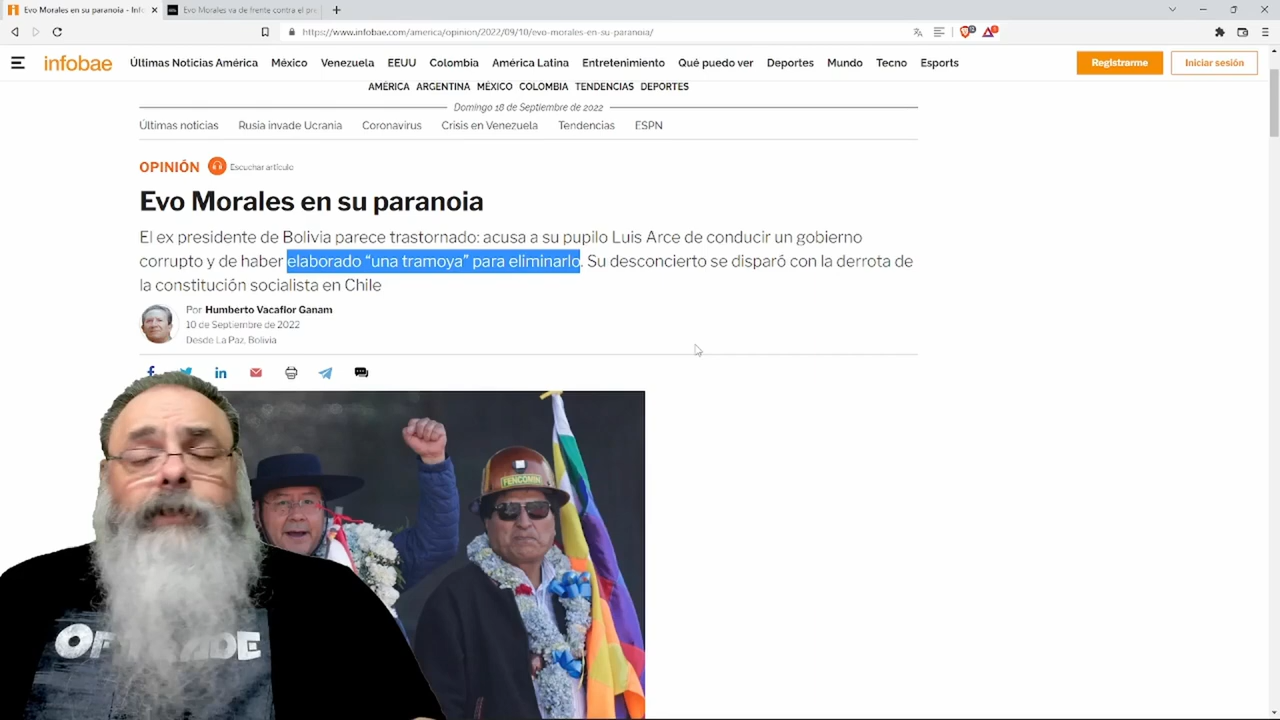 Evo Morales en su paranoia - Info
Evo Morales va de frente contra el pre
https://www.infobae.com/america/opinion/2022/09/10/evo-morales-en-su-paranoia/
infobae
Últimas Noticias América México Venezuela EEUU Colombia América Latina Entretenimiento Qué puedo ver Deportes Mundo Tecno Esports
Registrarme
Iniciar sesión
AMÉRICA ARGENTINA MÉXICO COLOMBIA TENDENCIAS DEPORTES
Domingo 18 de Septiembre de 2022
Últimas noticias Rusia invade Ucrania Coronavirus Crisis en Venezuela Tendencias ESPN
OPINIÓN Escuchar artículo
Evo Morales en su paranoia
El ex presidente de Bolivia parece trastornado: acusa a su pupilo Luis Arce de conducir un gobierno
corrupto y de haber elaborado “una tramoya” para eliminarlo. Su desconcierto se disparó con la derrota de
la constitución socialista en Chile
Por Humberto Vacaflor Ganam
10 de Septiembre de 2022
Desde La Paz, Bolivia
FENCOMIN